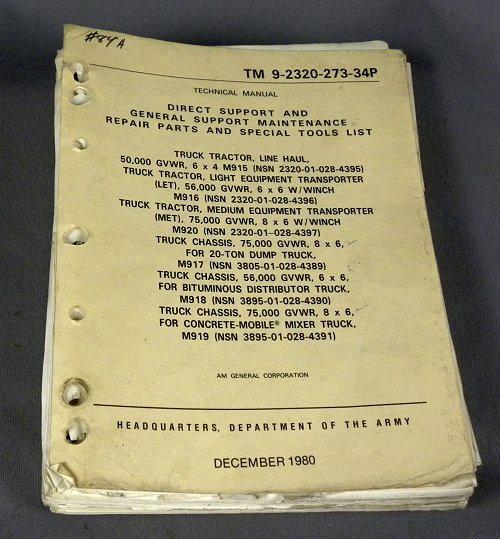 #84A
TM 9-2320-273-34P
TECHNICAL MANUAL
DIRECT SUPPORT AND
GENERAL SUPPORT MAINTENANCE
REPAIR PARTS AND SPECIAL TOOLS LIST
TRUCK TRACTOR, LINE HAUL,
50,000 GVWR, 6 x 4 M915 (NSN 2320-01-028-4395)
TRUCK TRACTOR, LIGHT EQUIPMENT TRANSPORTER
(LET), 56,000 GVWR, 6 x 6 W/WINCH
M916 (NSN 2320-01-028-4396)
TRUCK TRACTOR, MEDIUM EQUIPMENT TRANSPORTER
(MET), 75,000 GVWR, 8 x 6 W/WINCH
M920 (NSN 2320-01-028-4397)
TRUCK CHASSIS, 75,000 GVWR, 8 x 6,
FOR 20-TON DUMP TRUCK,
M917 (NSN 3805-01-028-4389)
TRUCK CHASSIS, 56,000 GVWR, 6 x 6,
FOR BITUMINOUS DISTRIBUTOR TRUCK,
M918 (NSN 3895-01-028-4390)
TRUCK CHASSIS, 75,000 GVWR, 8 x 6,
FOR CONCRETE-MOBILE® MIXER TRUCK,
M919 (NSN 3895-01-028-4391)
AM GENERAL CORPORATION
HEADQUARTERS, DEPARTMENT OF THE ARMY
DECEMBER 1980